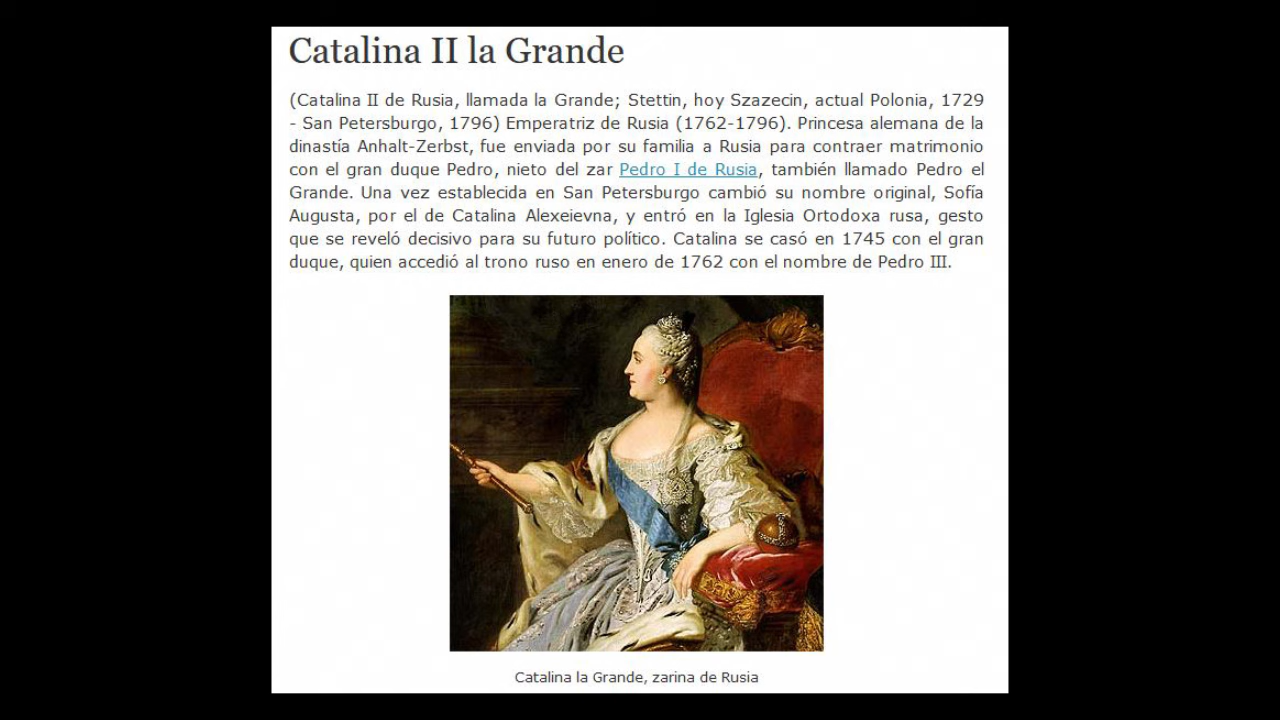 Catalina II la Grande
(Catalina II de Rusia, llamada la Grande; Stettin, hoy Szazecin, actual Polonia, 1729
- San Petersburgo, 1796) Emperatriz de Rusia (1762-1796). Princesa alemana de la
dinastía Anhalt-Zerbst, fue enviada por su familia a Rusia para contraer matrimonio
con el gran duque Pedro, nieto del zar Pedro I de Rusia, también llamado Pedro el
Grande. Una vez establecida en San Petersburgo cambió su nombre original, Sofía
Augusta, por el de Catalina Alexeievna, y entró en la Iglesia Ortodoxa rusa, gesto
que se reveló decisivo para su futuro político. Catalina se casó en 1745 con el gran
duque, quien accedió al trono ruso en enero de 1762 con el nombre de Pedro III.
Catalina la Grande, zarina de Rusia